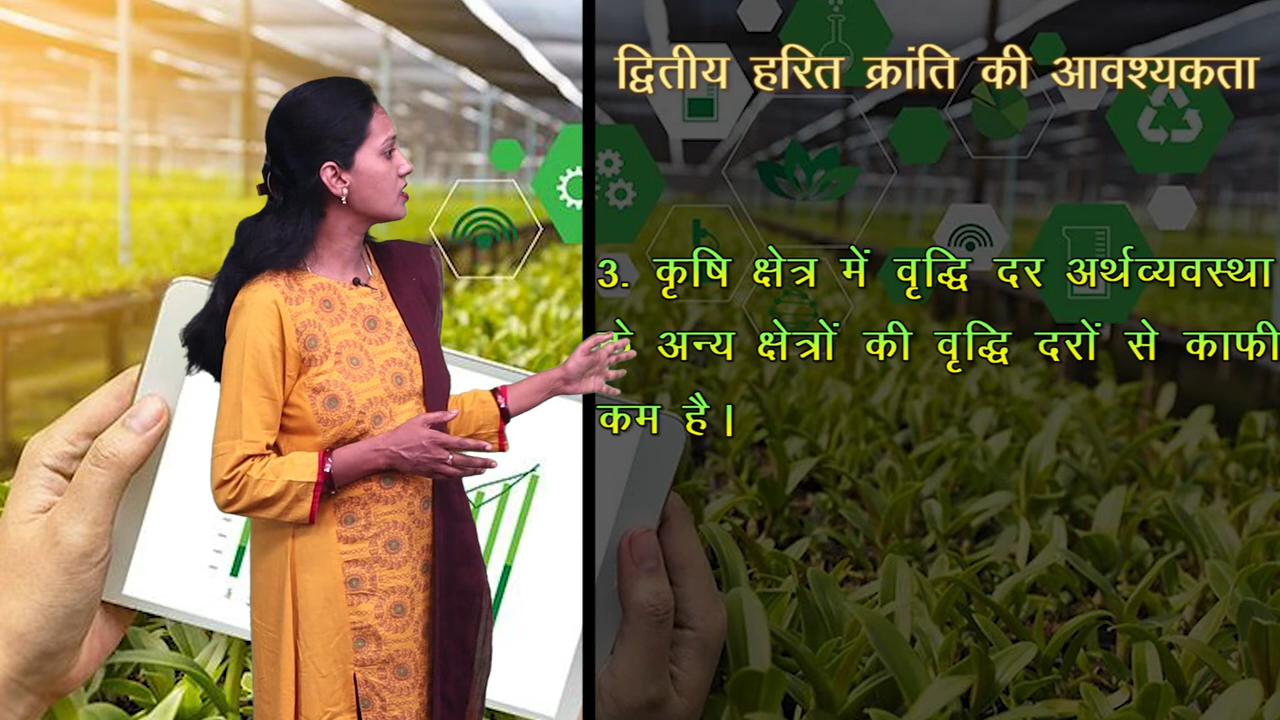 द्वितीय हरित क्रांति की आवश्यकता
3. कृषि क्षेत्र में वृद्धि दर अर्थव्यवस्था
अन्य क्षेत्रों की वृद्धि दरों से काफी
कम है।